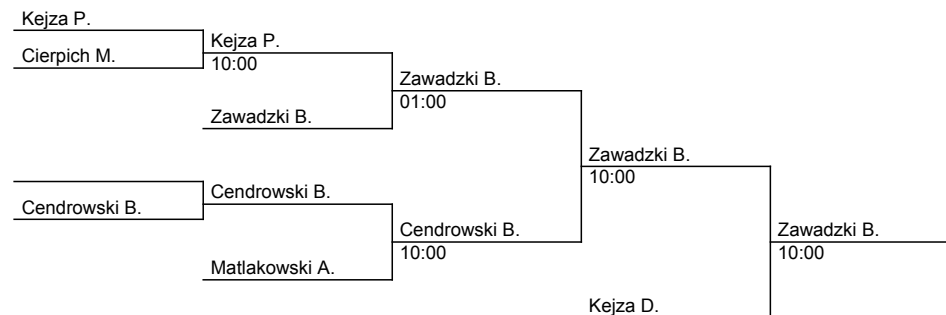 Kejza P.
Cierpich M.
Kejza P.
10:00
Zawadzki B.
Zawadzki B.
01:00
Cendrowski B.
Cendrowski B.
Matlakowski A.
Cendrowski B.
10:00
Zawadzki B.
10:00
Kejza D.
Zawadzki B.
10:00